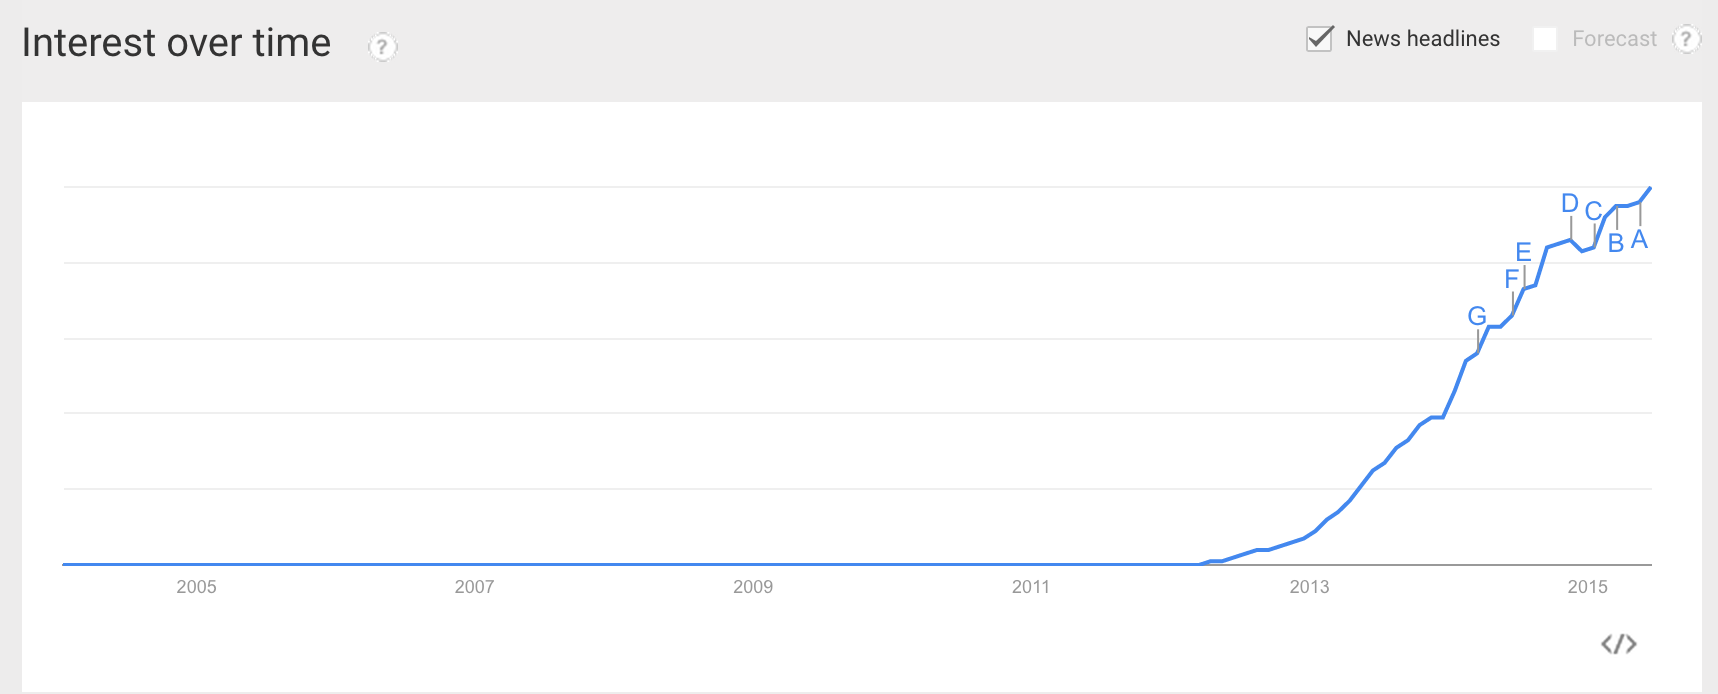 Interest over time ?
News headlines
Forecast ?
D
C
B
A
E
F
G
2005 2007 2009 2011 2013 2015
</>